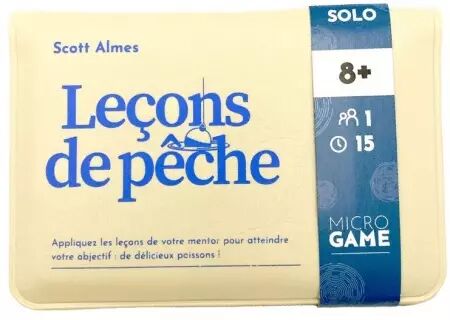 Scott Almes
Leçons
de pêche
Appliquez les leçons de votre mentor pour atteindre
votre objectif : de délicieux poissons !
SOLO
8+
1
15
MICRO
GAME